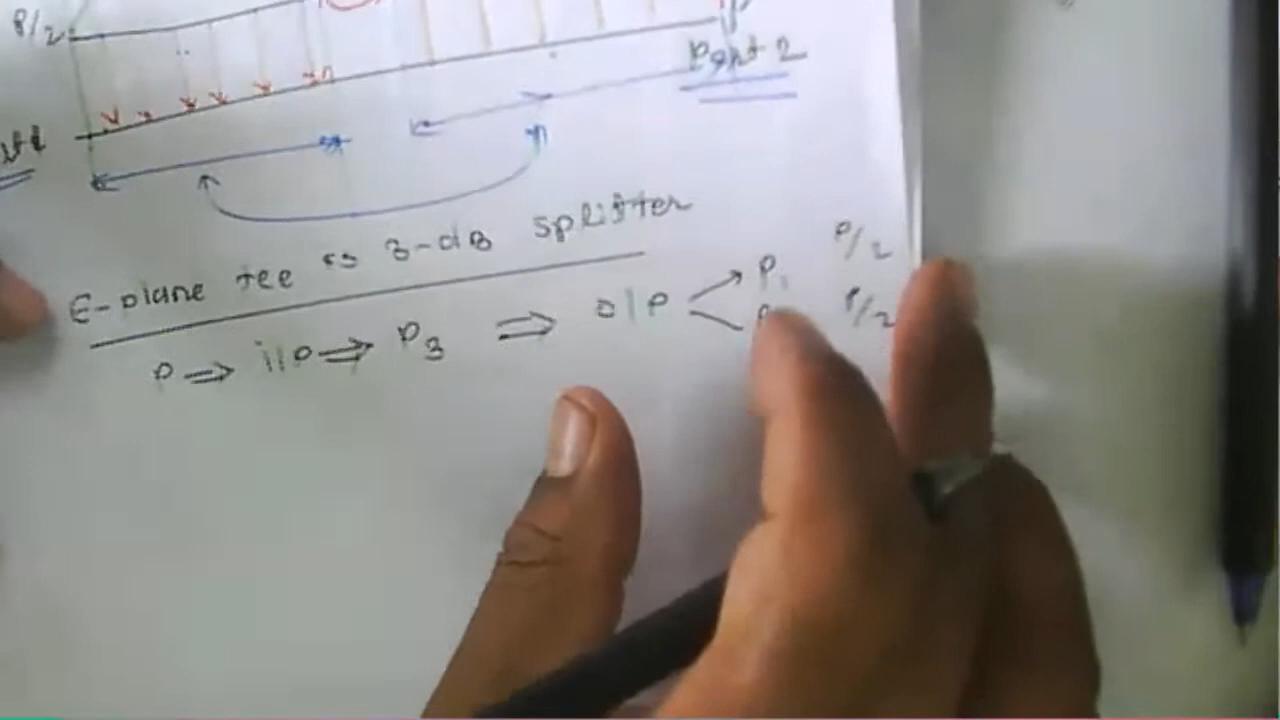 P/2
Port 2
E-plane tee as 3-dB splitter
P ⇒ i|p ⇒ P3 ⇒ o|p P1 P/2
P/2